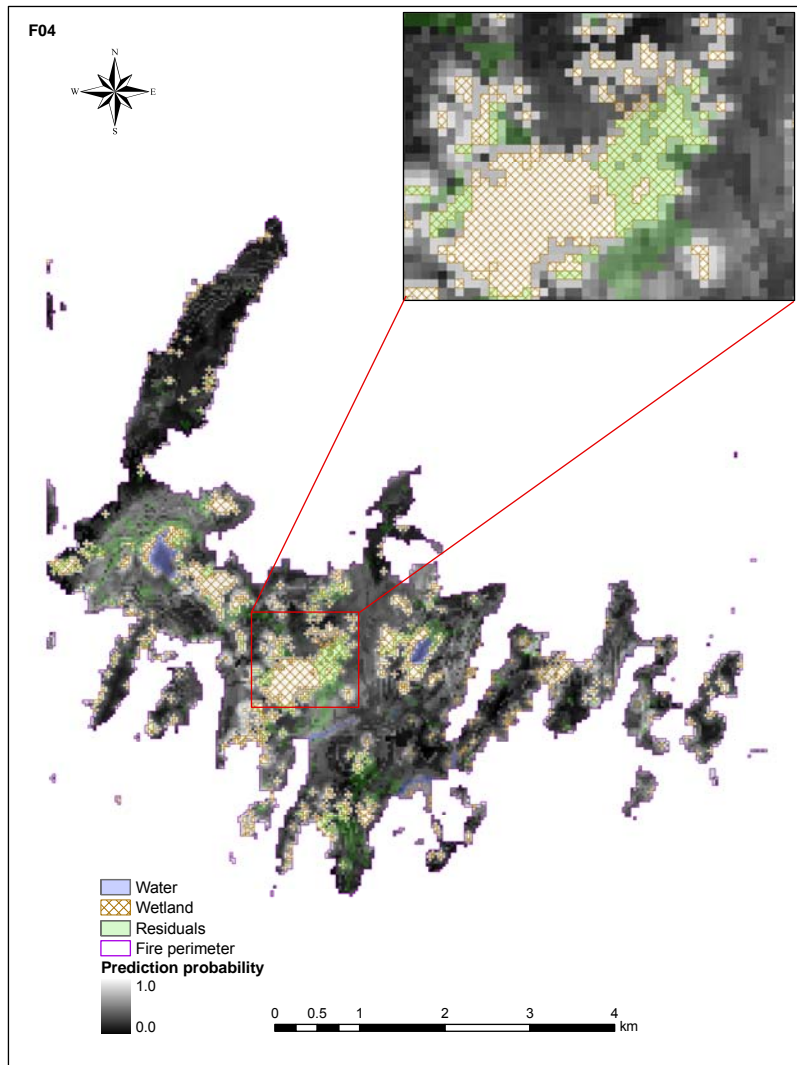 F04
N
W E
S
Water
Wetland
Residuals
Fire perimeter
Prediction probability
1.0
0.0
0 0.5 1 2 3 4
km